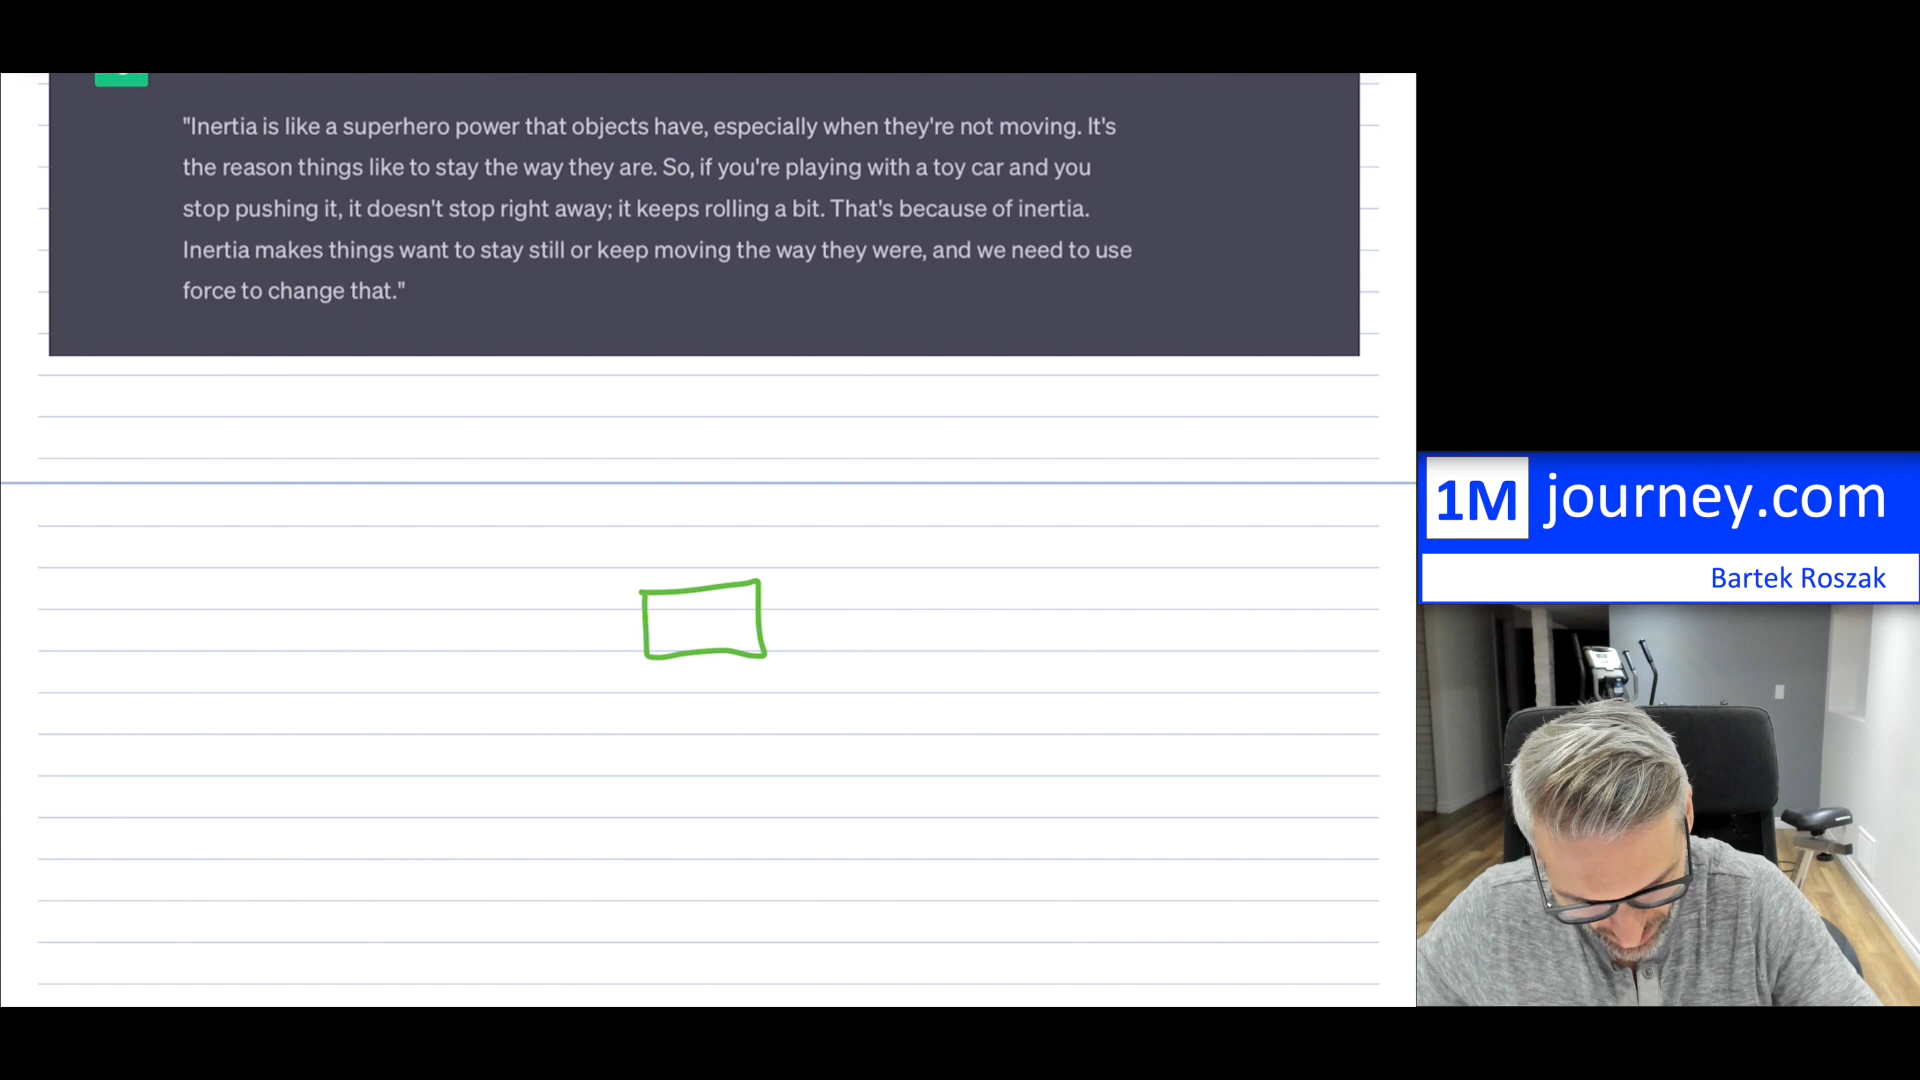 "Inertia is like a superhero power that objects have, especially when they're not moving. It's
the reason things like to stay the way they are. So, if you're playing with a toy car and you
stop pushing it, it doesn't stop right away; it keeps rolling a bit. That's because of inertia.
Inertia makes things want to stay still or keep moving the way they were, and we need to use
force to change that."
1M journey.com
Bartek Roszak